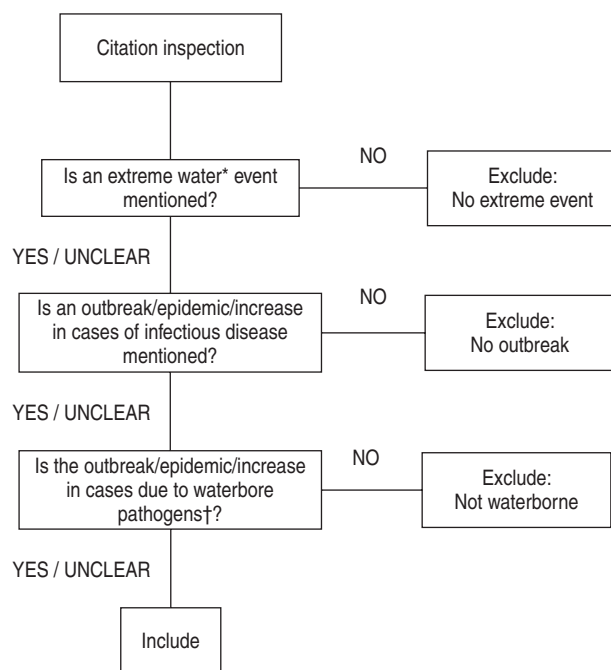 Citation inspection
Is an extreme water* event
mentioned?
NO
Exclude:
No extreme event
YES / UNCLEAR
Is an outbreak/epidemic/increase
in cases of infectious disease
mentioned?
NO
Exclude:
No outbreak
YES / UNCLEAR
Is the outbreak/epidemic/increase
in cases due to waterbore
pathogens†?
NO
Exclude:
Not waterborne
YES / UNCLEAR
Include